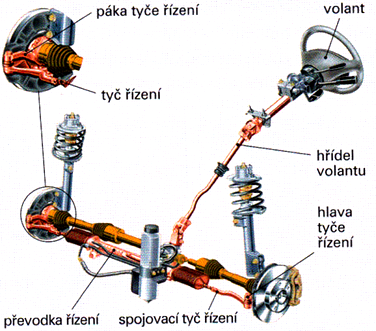 páka tyče řízení
volant
tyč řízení
hřídel
volantu
hlava
tyče
řízení
převodka řízení
spojovací tyč řízení